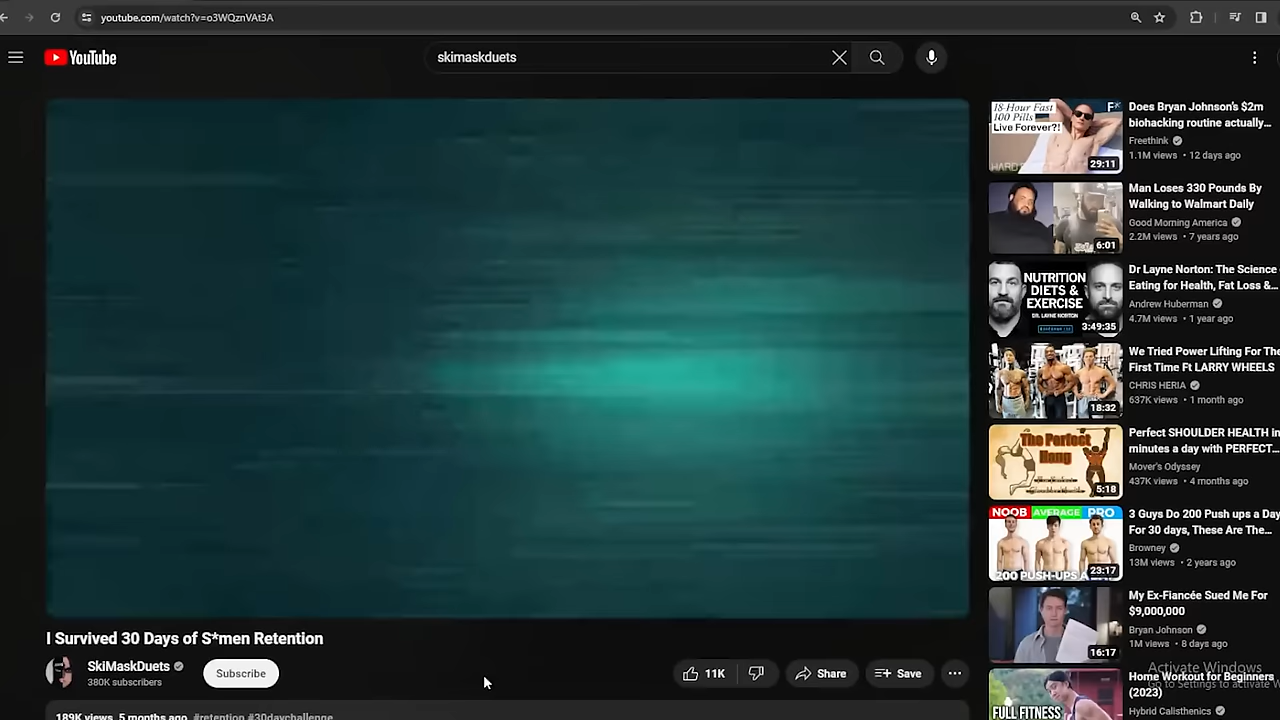 youtube.com/watch?v=o3WQznVAt3A
YouTube
skimaskduets
I Survived 30 Days of S*men Retention
SkiMaskDuets
380K subscribers
Subscribe
11K
Share
Save
189K views 5 months ago #retention #30daychallenge
18-Hour Fast
100 Pills
Live Forever?!
29:11
Does Bryan Johnson's $2m
biohacking routine actually...
Freethink
1.1M views • 12 days ago
6:01
Man Loses 330 Pounds By
Walking to Walmart Daily
Good Morning America
2.2M views • 7 years ago
NUTRITION
DIETS &
EXERCISE
DR. LAYNE NORTON
3:49:35
Dr Layne Norton: The Science
Eating for Health, Fat Loss &...
Andrew Huberman
4.7M views • 1 year ago
18:32
We Tried Power Lifting For The
First Time Ft LARRY WHEELS
CHRIS HERIA
637K views • 1 month ago
The Perfect
Hang
5:18
Perfect SHOULDER HEALTH in
minutes a day with PERFECT...
Mover's Odyssey
437K views • 4 months ago
NOOB AVERAGE PRO
200 PUSH-UPS A
23:17
3 Guys Do 200 Push ups a Day
For 30 days, These Are The...
Browney
13M views • 2 years ago
16:17
My Ex-Fiancée Sued Me For
$9,000,000
Bryan Johnson
1M views • 8 days ago
Activate Windows
Go to Settings to activate W
FULL FITNESS
Home Workout for Beginners
(2023)
Hybrid Calisthenics